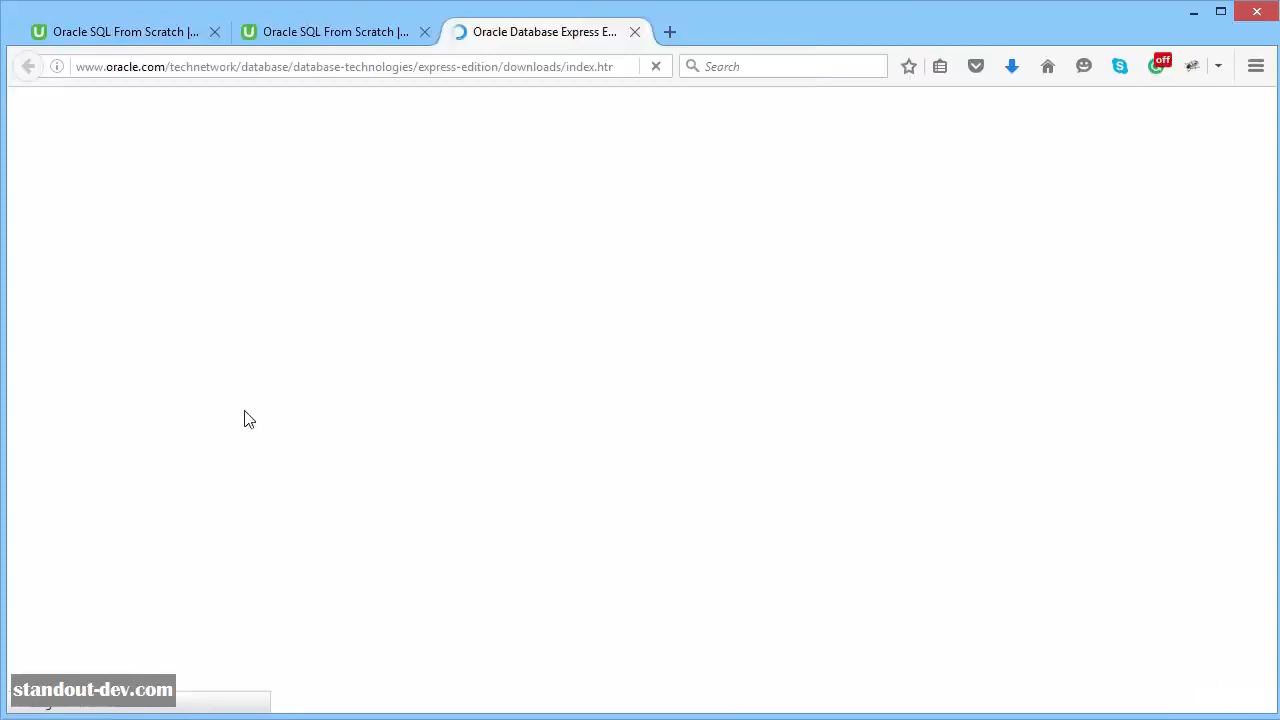 Oracle SQL From Scratch |...
Oracle SQL From Scratch |...
Oracle Database Express E...
www.oracle.com/technetwork/database/database-technologies/express-edition/downloads/index.htr
Search
off
standout-dev.com